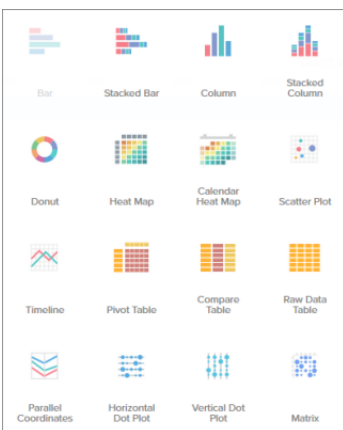 Bar
Stacked Bar
Column
Stacked
Column
Donut
Heat Map
Calendar
Heat Map
Scatter Plot
Timeline
Pivot Table
Compare
Table
Raw Data
Table
Parallel
Coordinates
Horizontal
Dot Plot
Vertical Dot
Plot
Matrix